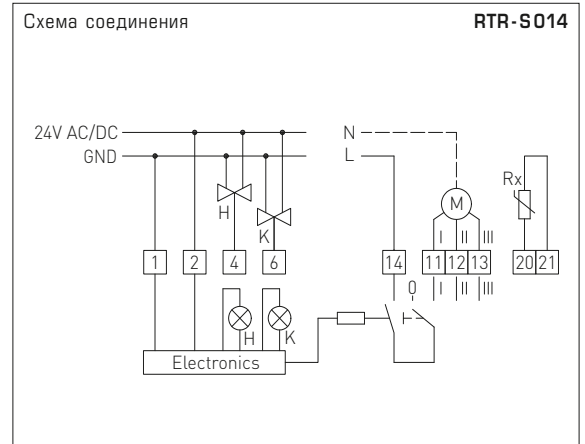 Схема соединения RTR-S014
24V AC/DC N
GND L
Rx
H M
K I II III
1 2 4 6 14 11 12 13 20 21
0 I II III
H K
Electronics